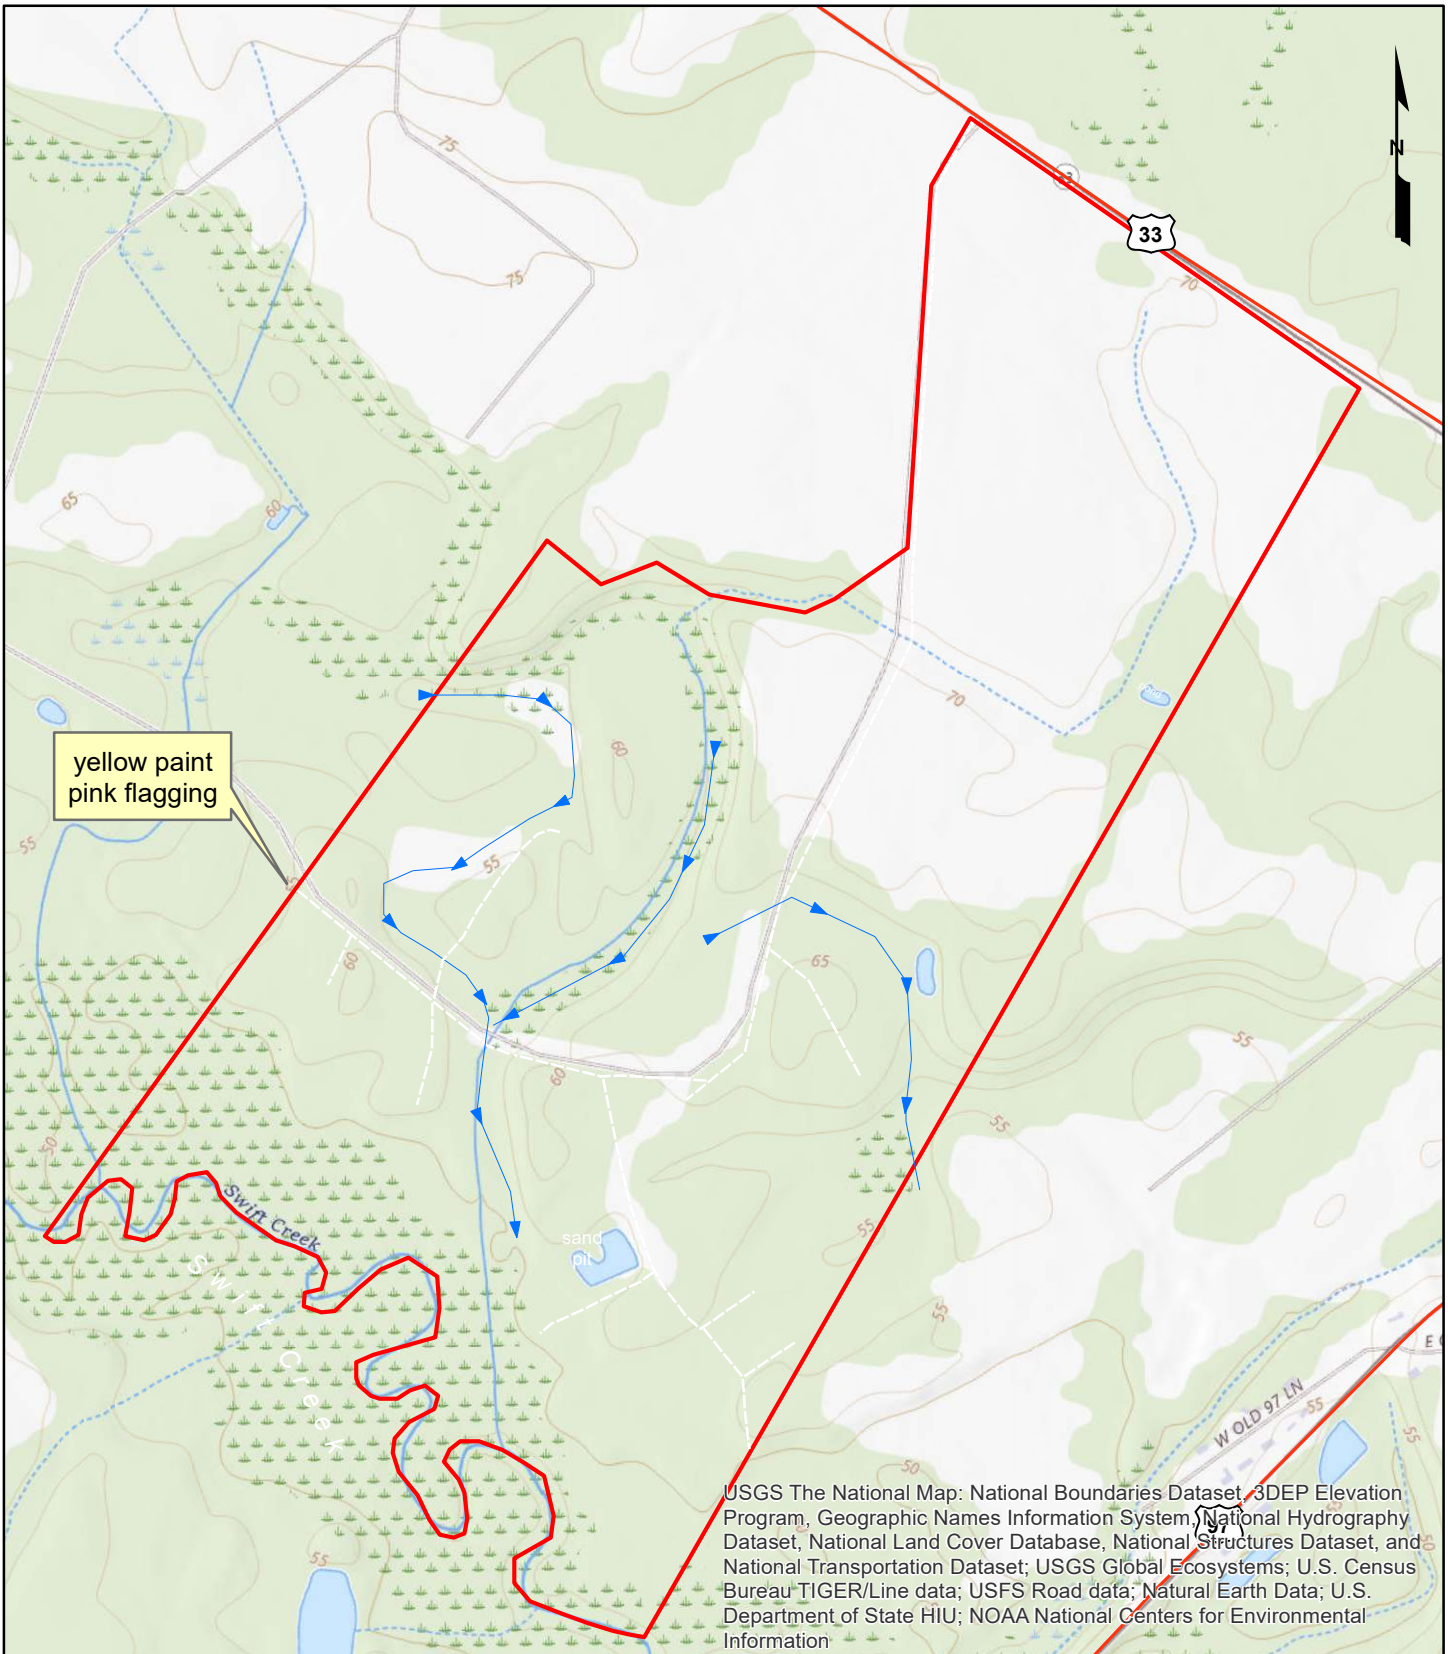 75
N
33
75
70
65
60
70
60
yellow paint
pink flagging
55
55
60
65
60
55
55
50
55
Swift Creek
sand
pit
Swift Creek
55
W OLD 97 LN
55
55
50
97
50
55
USGS The National Map: National Boundaries Dataset, 3DEP Elevation
Program, Geographic Names Information System, National Hydrography
Dataset, National Land Cover Database, National Structures Dataset, and
National Transportation Dataset; USGS Global Ecosystems; U.S. Census
Bureau TIGER/Line data; USFS Road data; Natural Earth Data; U.S.
Department of State HIU; NOAA National Centers for Environmental
Information